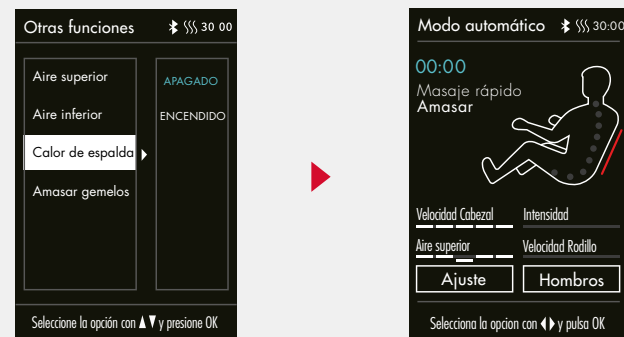 Otras funciones 30 00
Aire superior
Aire inferior
Calor de espalda
Amasar gemelos
APAGADO
ENCENDIDO
Seleccione la opción con ▲▼ y presione OK
Modo automático 30:00
00:00
Masaje rápido
Amasar
Velocidad Cabezal Intensidad
Aire superior Velocidad Rodillo
Ajuste Hombros
Selecciona la opcion con ◀▶ y pulsa OK